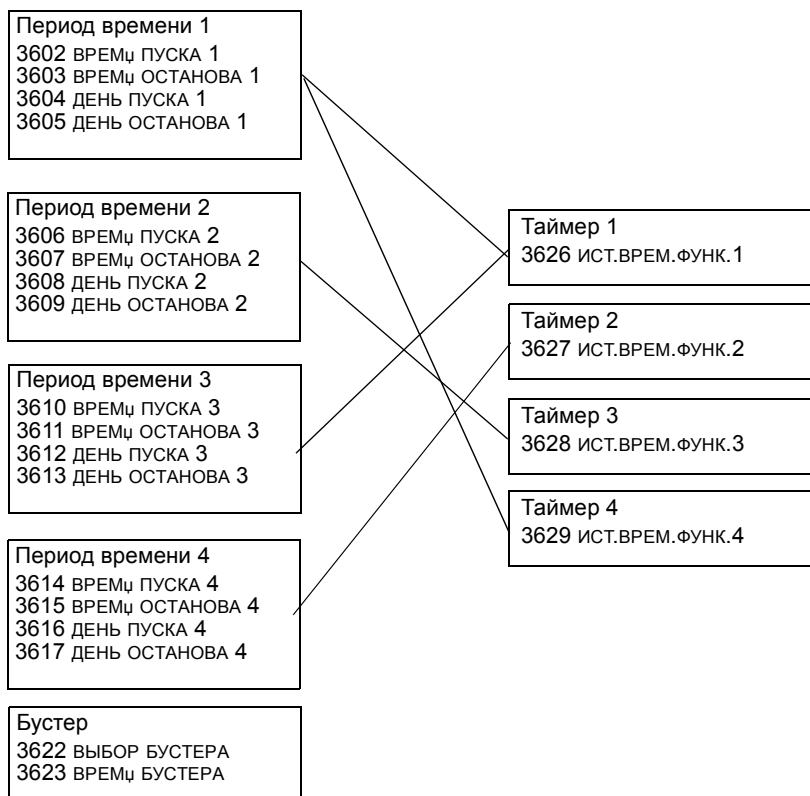 Период времени 1
3602 ВРЕМџ ПУСКА 1
3603 ВРЕМџ ОСТАНОВА 1
3604 ДЕНЬ ПУСКА 1
3605 ДЕНЬ ОСТАНОВА 1
Период времени 2
3606 ВРЕМџ ПУСКА 2
3607 ВРЕМџ ОСТАНОВА 2
3608 ДЕНЬ ПУСКА 2
3609 ДЕНЬ ОСТАНОВА 2
Период времени 3
3610 ВРЕМџ ПУСКА 3
3611 ВРЕМџ ОСТАНОВА 3
3612 ДЕНЬ ПУСКА 3
3613 ДЕНЬ ОСТАНОВА 3
Период времени 4
3614 ВРЕМџ ПУСКА 4
3615 ВРЕМџ ОСТАНОВА 4
3616 ДЕНЬ ПУСКА 4
3617 ДЕНЬ ОСТАНОВА 4
Бустер
3622 ВЫБОР БУСТЕРА
3623 ВРЕМџ БУСТЕРА
Таймер 1
3626 ИСТ.ВРЕМ.ФУНК.1
Таймер 2
3627 ИСТ.ВРЕМ.ФУНК.2
Таймер 3
3628 ИСТ.ВРЕМ.ФУНК.3
Таймер 4
3629 ИСТ.ВРЕМ.ФУНК.4